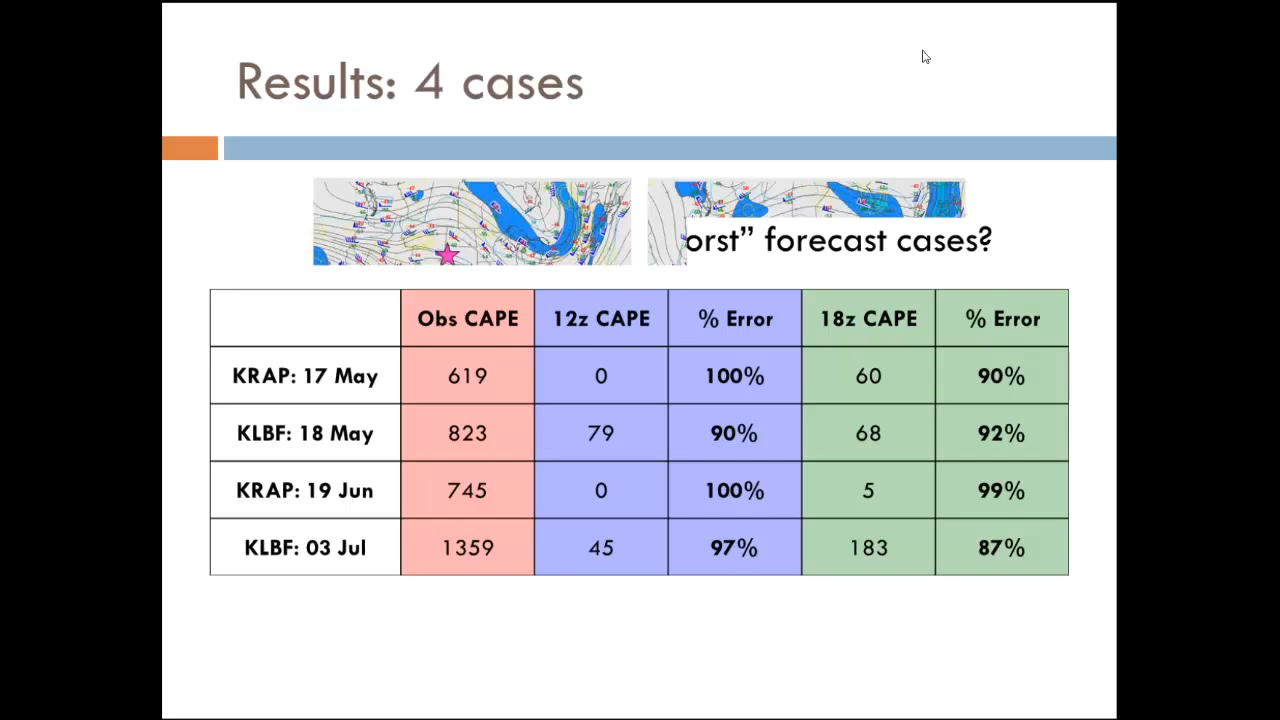 Results: 4 cases
orst” forecast cases?
Obs CAPE 12z CAPE % Error 18z CAPE % Error
KRAP: 17 May 619 0 100% 60 90%
KLBF: 18 May 823 79 90% 68 92%
KRAP: 19 Jun 745 0 100% 5 99%
KLBF: 03 Jul 1359 45 97% 183 87%